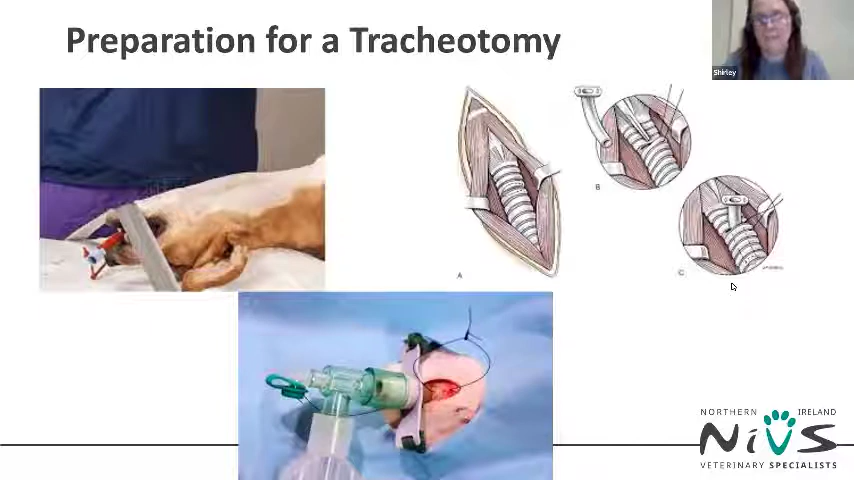 Preparation for a Tracheotomy
Shirley
A
B
C
NORTHERN IRELAND
NiVS
VETERINARY SPECIALISTS